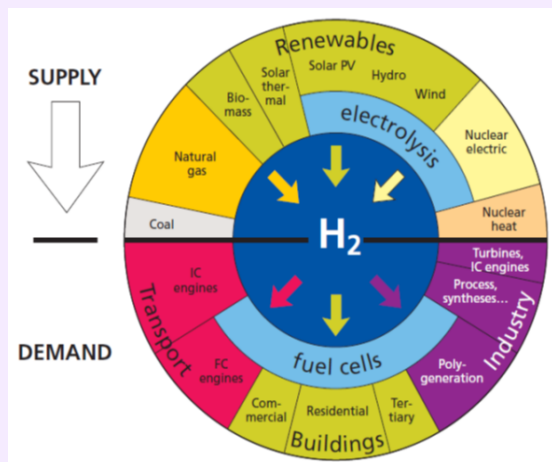 SUPPLY
DEMAND
Renewables
Solar PV
Hydro
Wind
Solar
ther-
mal
Bio-
mass
electrolysis
Natural
gas
Nuclear
electric
Coal
Nuclear
heat
H2
IC
engines
Turbines,
IC engines
Process,
syntheses...
Transport
Industry
FC
engines
fuel cells
Poly-
generation
Com-
mercial
Residential
Ter-
tiary
Buildings